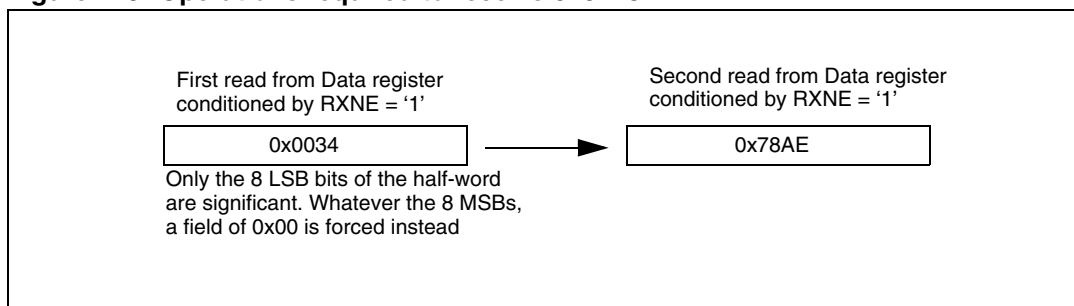 First read from Data register
conditioned by RXNE = ‘1’
0x0034
Only the 8 LSB bits of the half-word
are significant. Whatever the 8 MSBs,
a field of 0x00 is forced instead
Second read from Data register
conditioned by RXNE = ‘1’
0x78AE